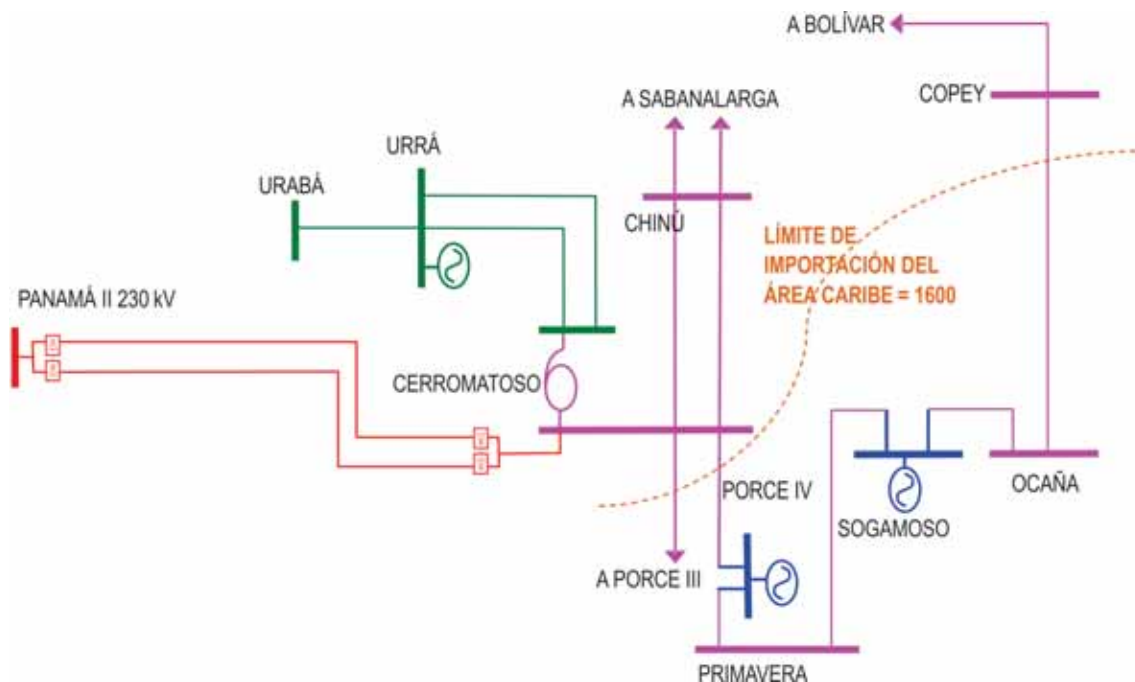 A BOLÍVAR
COPEY
A SABANALARGA
URRÁ
URABÁ
CHINÚ
LÍMITE DE
IMPORTACIÓN DEL
ÁREA CARIBE = 1600
PANAMÁ II 230 kV
CERROMATOSO
PORCE IV
OCAÑA
SOGAMOSO
A PORCE III
PRIMAVERA